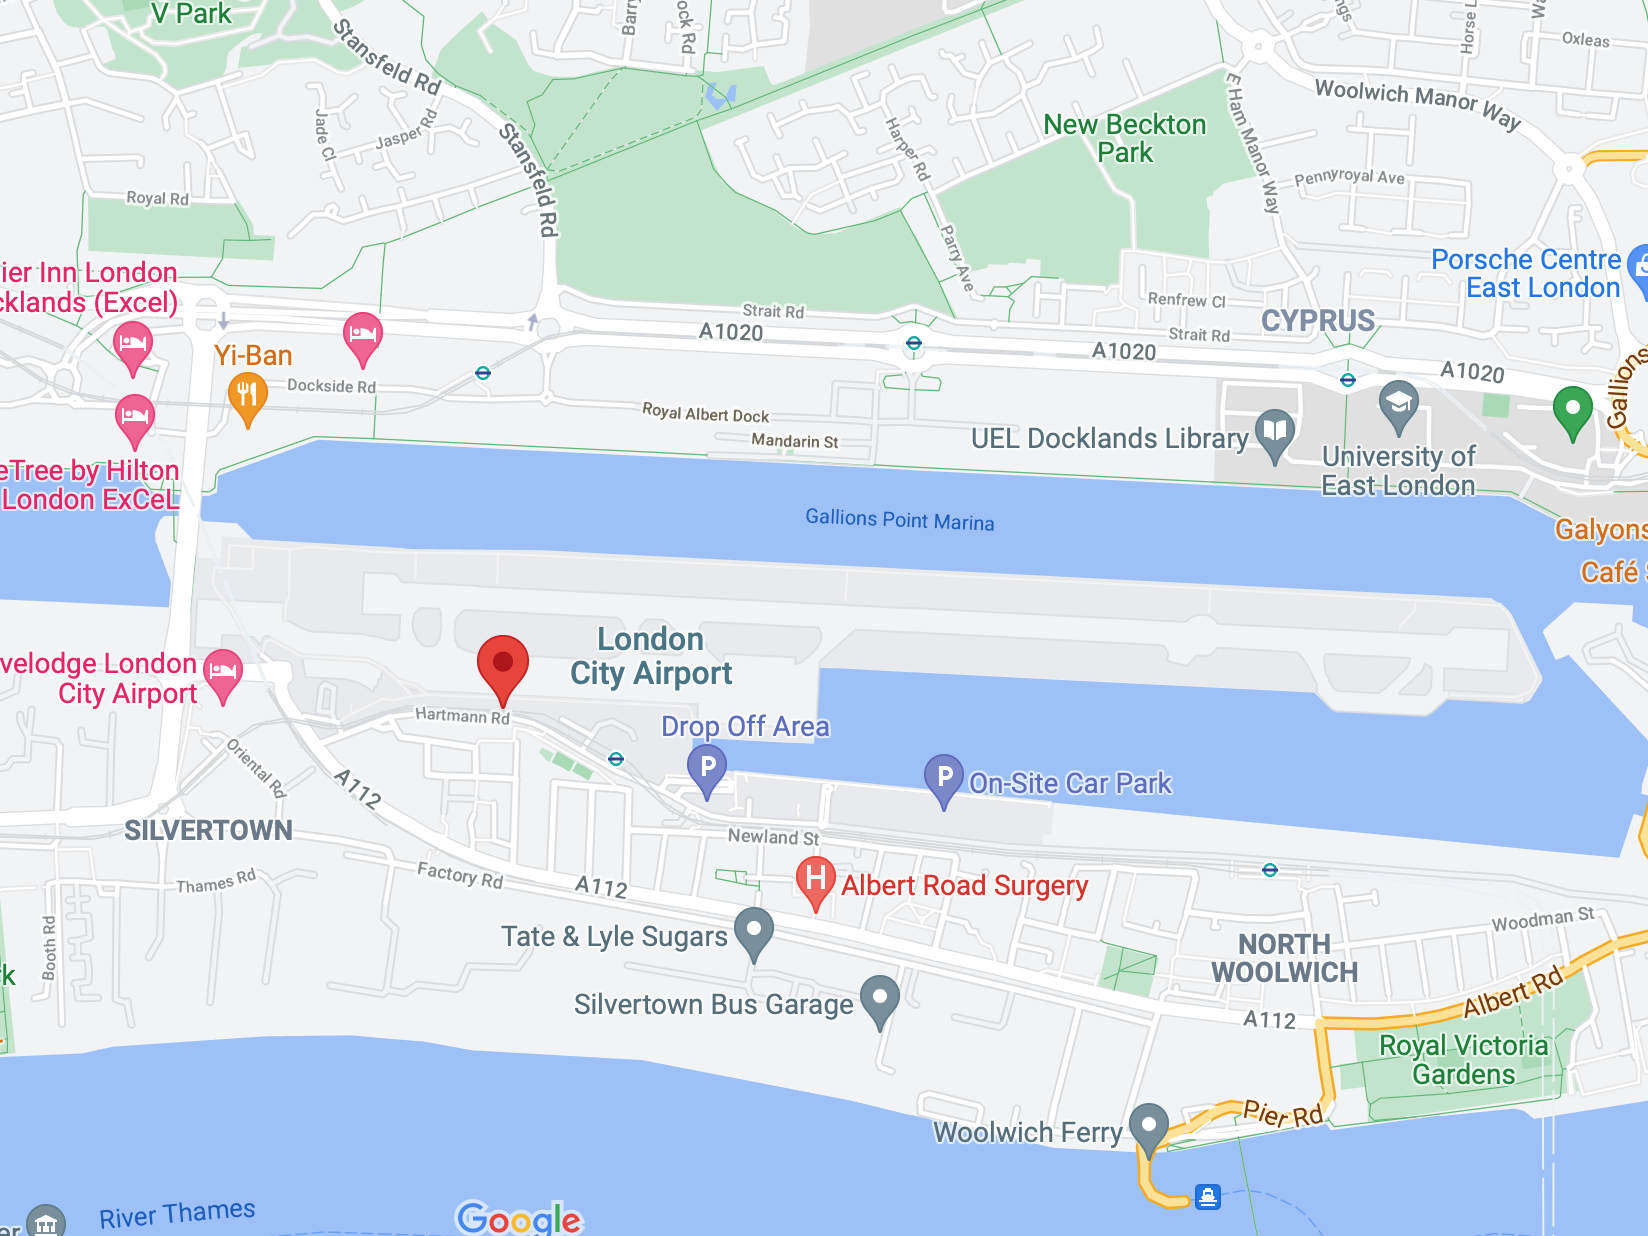 V Park
Stansfeld Rd
Barry
ock Rd
Jade Cl
Jasper Rd
Stansfeld Rd
Royal Rd
Harper Rd
Parry Ave
New Beckton
Park
E Ham Manor Way
Woolwich Manor Way
Horse L
Wa
Oxleas
Pennyroyal Ave
Porsche Centre
East London
Renfrew Cl
CYPRUS
Strait Rd
Strait Rd
A1020
A1020
A1020
Gallions
ier Inn London
cklands (Excel)
Yi-Ban
Dockside Rd
Royal Albert Dock
Mandarin St
UEL Docklands Library
University of
East London
eTree by Hilton
London ExCeL
Gallions Point Marina
Galyons
Café S
London
City Airport
velodge London
City Airport
Hartmann Rd
Drop Off Area
P
P
On-Site Car Park
Oriental Rd
A112
SILVERTOWN
Newland St
Thames Rd
Factory Rd
A112
H
Albert Road Surgery
Booth Rd
Tate & Lyle Sugars
Woodman St
NORTH
WOOLWICH
rk
Silvertown Bus Garage
Albert Rd
A112
Royal Victoria
Gardens
Pier Rd
Woolwich Ferry
River Thames
er
Google